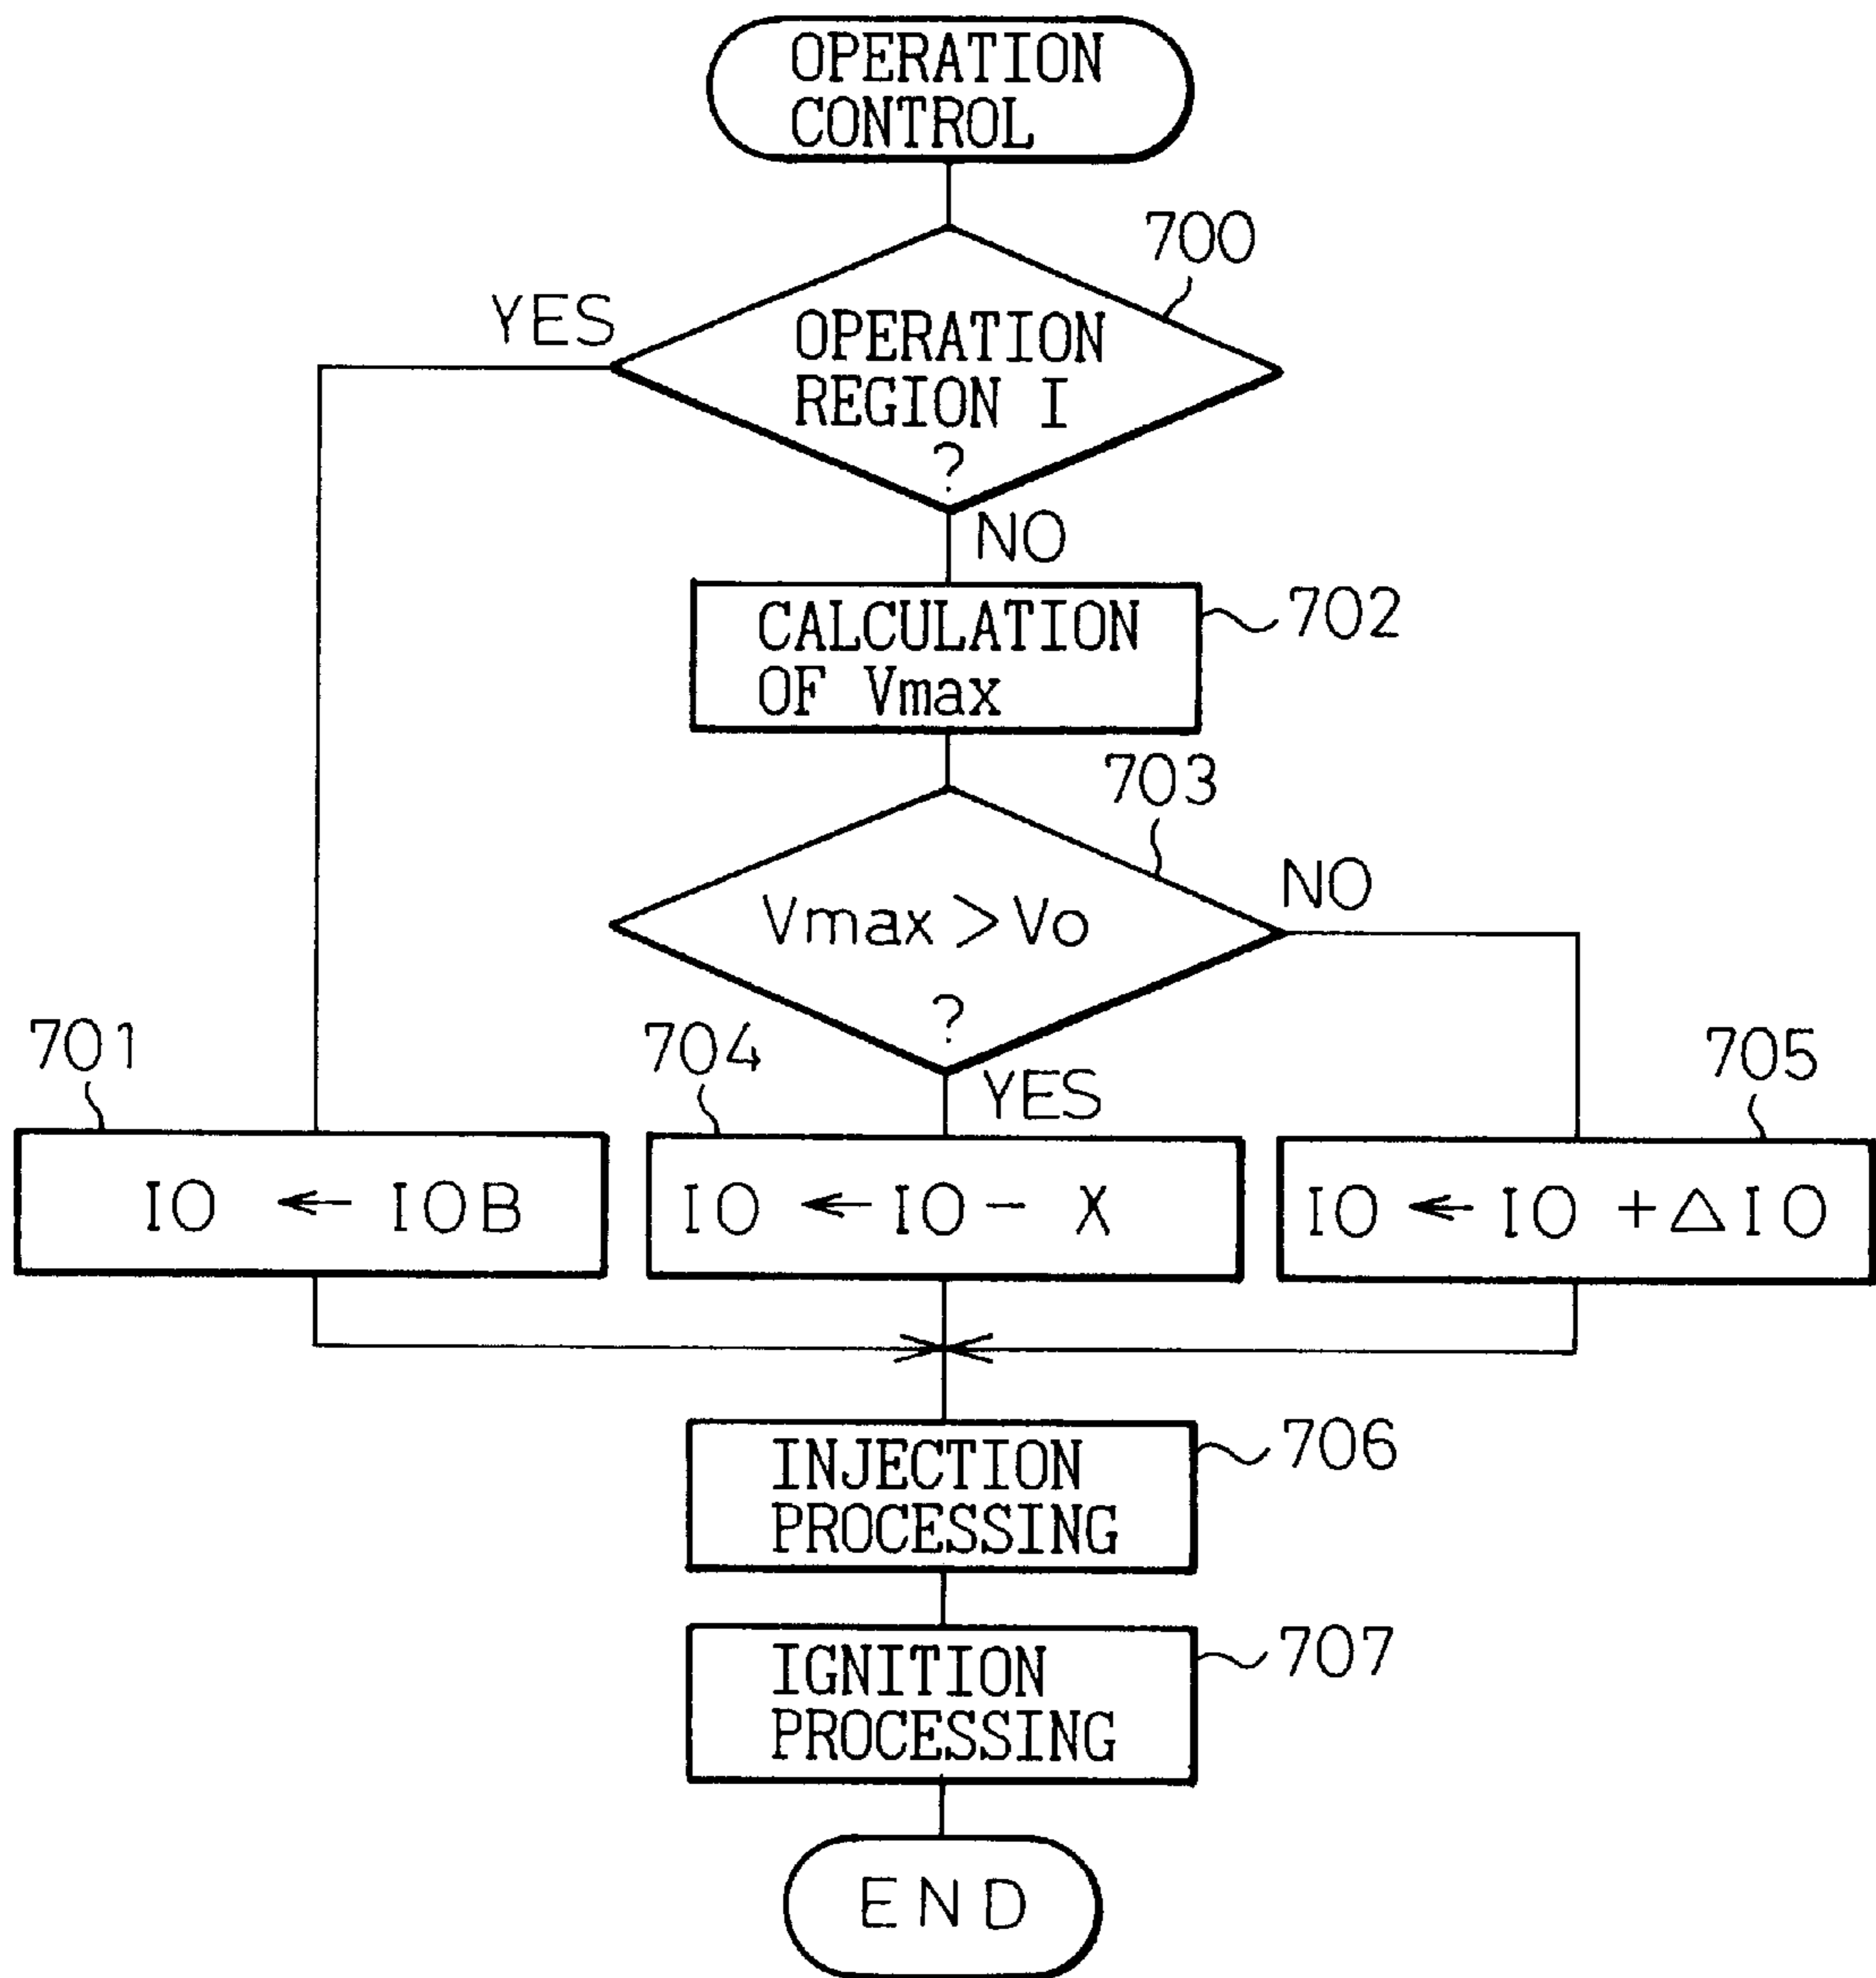 OPERATION
CONTROL
700
YES
OPERATION
REGION I
?
NO
702
CALCULATION
OF Vmax
703
NO
Vmax > Vo
?
YES
701
704
705
IO ← IOB
IO ← IO - X
IO ← IO + △IO
706
INJECTION
PROCESSING
707
IGNITION
PROCESSING
END